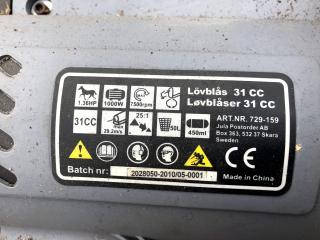 Lövblås 31 CC
Løvblåser 31 CC
1.36HP 1000W 7500rpm
ART.NR. 729-159
Jula Postorder AB
Box 363, 532 37 Skara
Sweden
31CC 29.2m/s 25:1 50L 450ml
CE
Made in China
Batch nr: 2028050-2010/05-0001